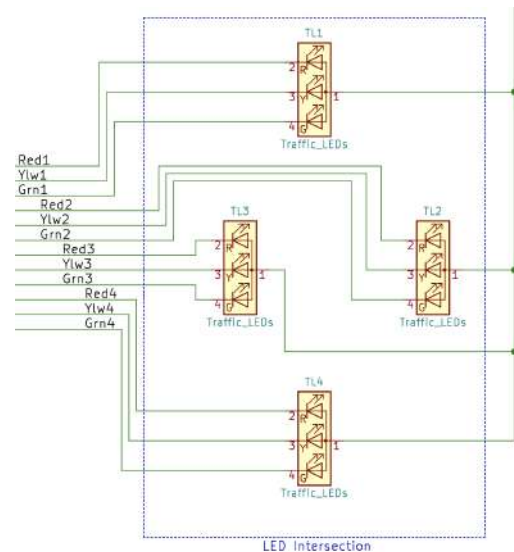 TL1
2 R
3 Y 1
4 G
Traffic_LEDs
Red1
Ylw1
Grn1
Red2
Ylw2
Grn2
Red3
Ylw3
Grn3
Red4
Ylw4
Grn4
TL3
2 R
3 Y 1
4 G
Traffic_LEDs
TL2
2 R
3 Y 1
4 G
Traffic_LEDs
TL4
2 R
3 Y 1
4 G
Traffic_LEDs
LED Intersection